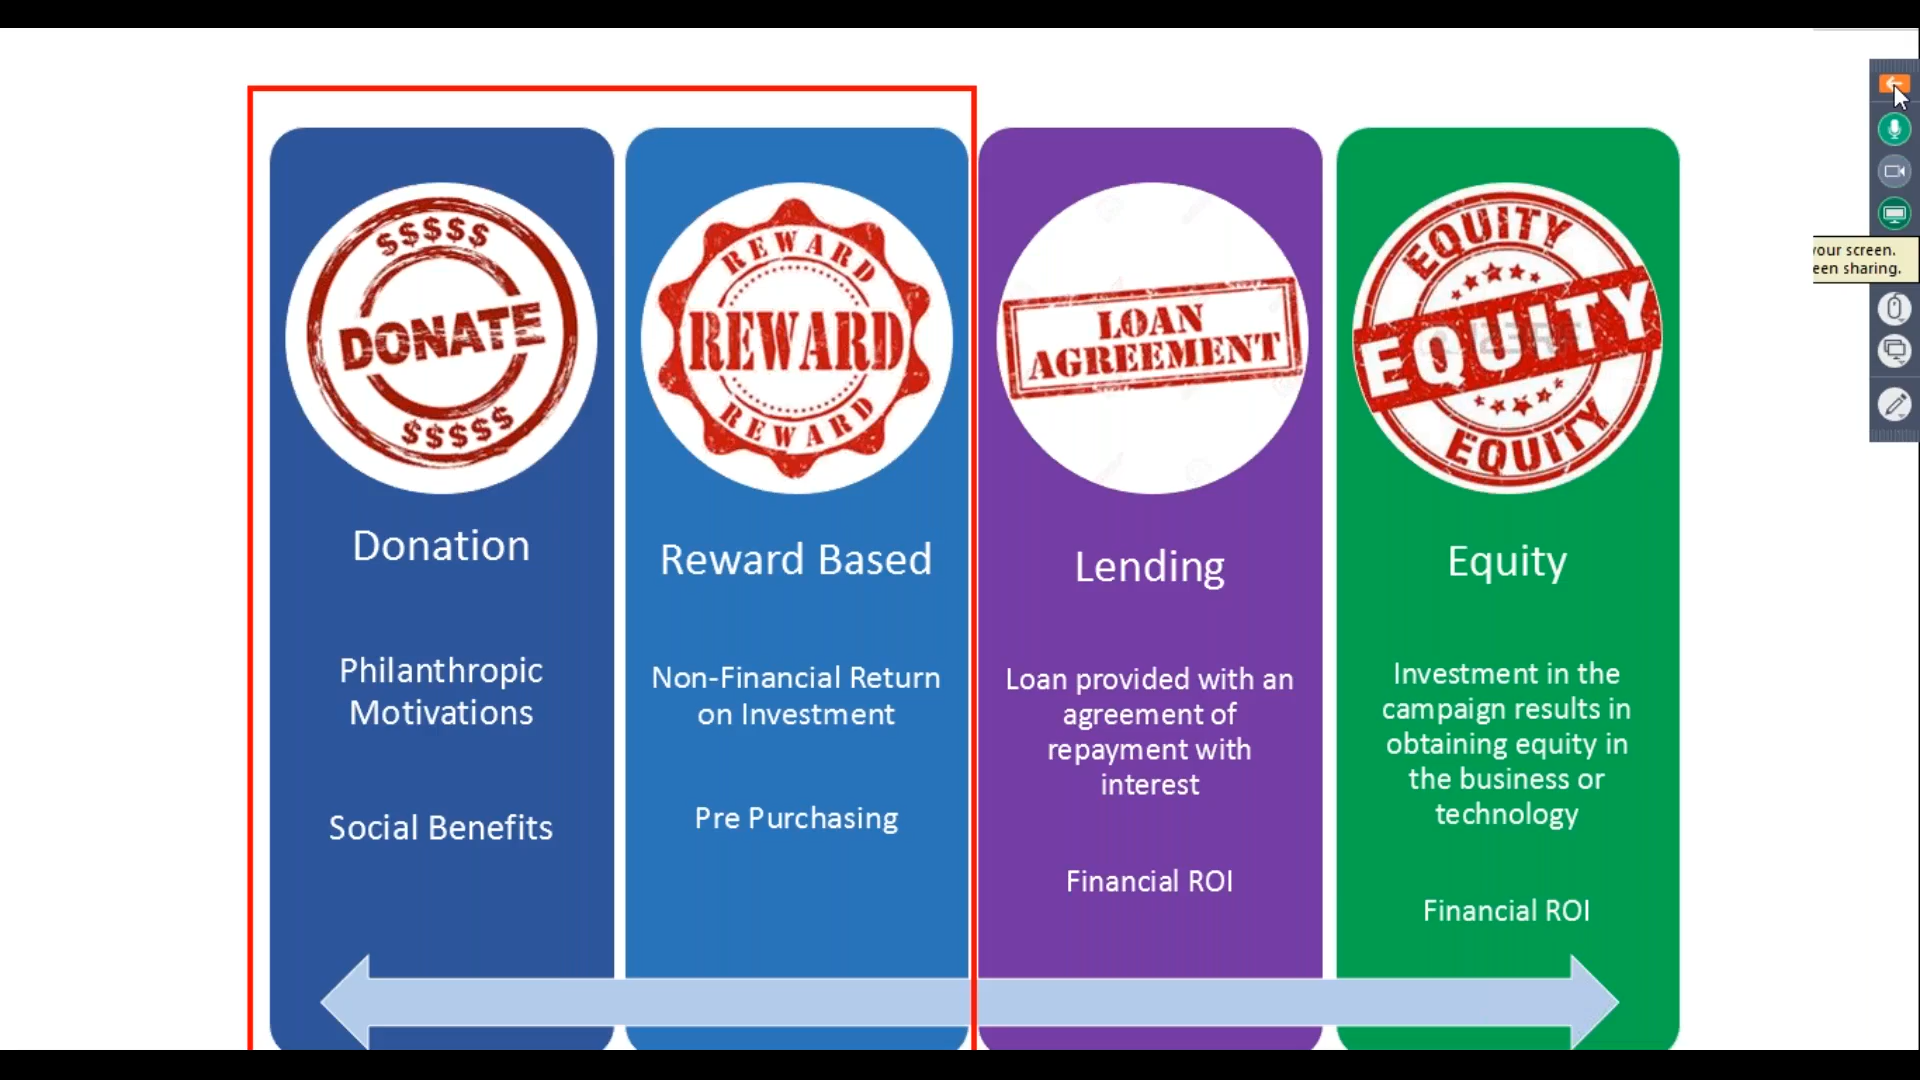 $$$$$
DONATE
$$$$$
Donation
Philanthropic
Motivations
Social Benefits
REWARD
REWARD
REWARD
Reward Based
Non-Financial Return
on Investment
Pre Purchasing
LOAN
AGREEMENT
Lending
Loan provided with an
agreement of
repayment with
interest
Financial ROI
EQUITY
EQUITY
EQUITY
Equity
Investment in the
campaign results in
obtaining equity in
the business or
technology
Financial ROI
your screen.
een sharing.